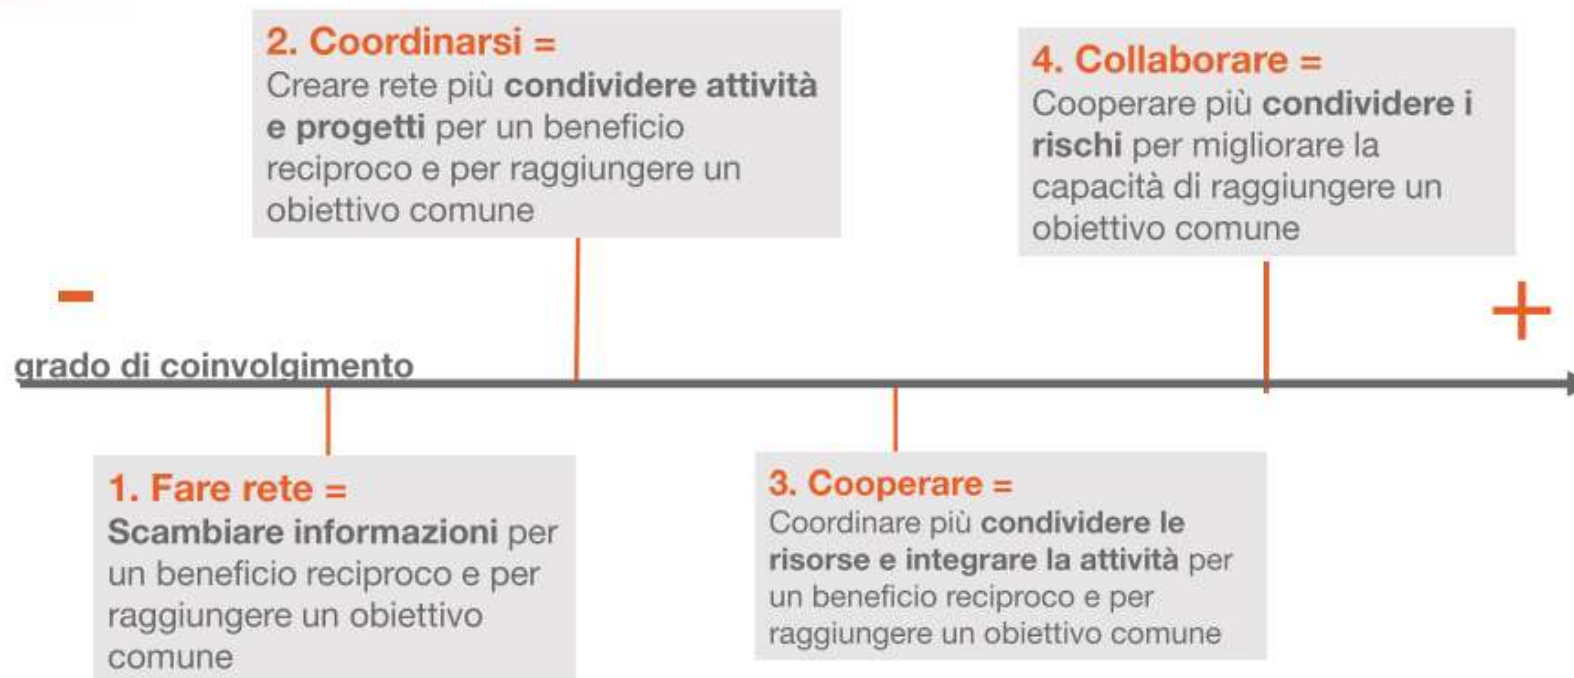 2. Coordinarsi =
Creare rete più condividere attività
e progetti per un beneficio
reciproco e per raggiungere un
obiettivo comune
4. Collaborare =
Cooperare più condividere i
rischi per migliorare la
capacità di raggiungere un
obiettivo comune
-
+
grado di coinvolgimento
1. Fare rete =
Scambiare informazioni per
un beneficio reciproco e per
raggiungere un obiettivo
comune
3. Cooperare =
Coordinare più condividere le
risorse e integrare la attività per
un beneficio reciproco e per
raggiungere un obiettivo comune